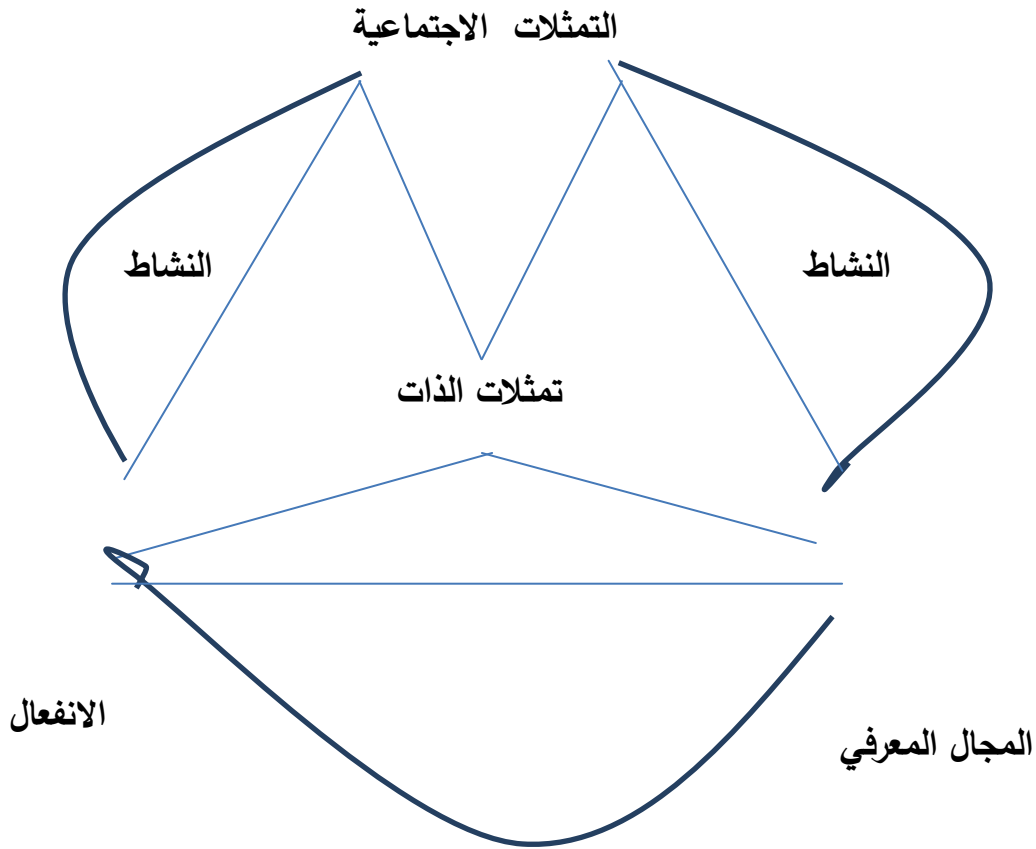 التمثلات الاجتماعية
النشاط
النشاط
تمثلات الذات
الانفعال
المجال المعرفي